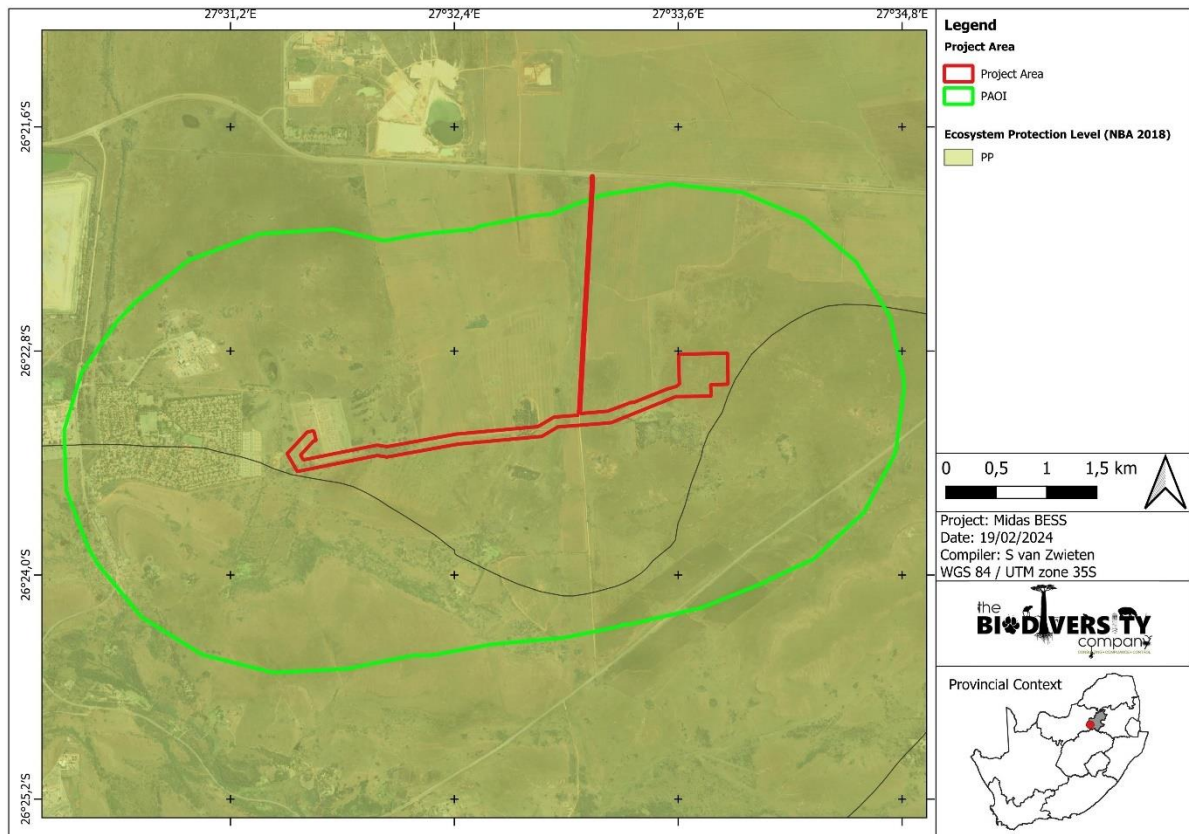 27°31,2'E
27°32,4'E
27°33,6'E
27°34,8'E
26°21,6'S
26°22,8'S
26°24,0'S
26°25,2'S
Legend
Project Area
Project Area
PAOI
Ecosystem Protection Level (NBA 2018)
PP
0 0,5 1 1,5 km
Project: Midas BESS
Date: 19/02/2024
Compiler: S van Zwieten
WGS 84 / UTM zone 35S
the
BIODIVERSITY
company
Provincial Context